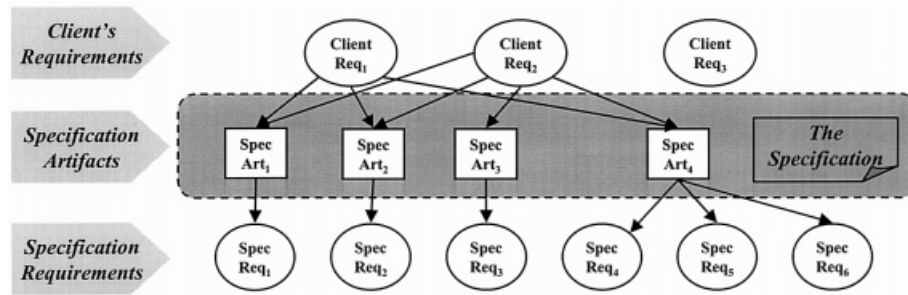 Client's
Requirements
Client
Req1
Client
Req2
Client
Req3
Specification
Artifacts
Spec
Art1
Spec
Art2
Spec
Art3
Spec
Art4
The
Specification
Specification
Requirements
Spec
Req1
Spec
Req2
Spec
Req3
Spec
Req4
Spec
Req5
Spec
Req6